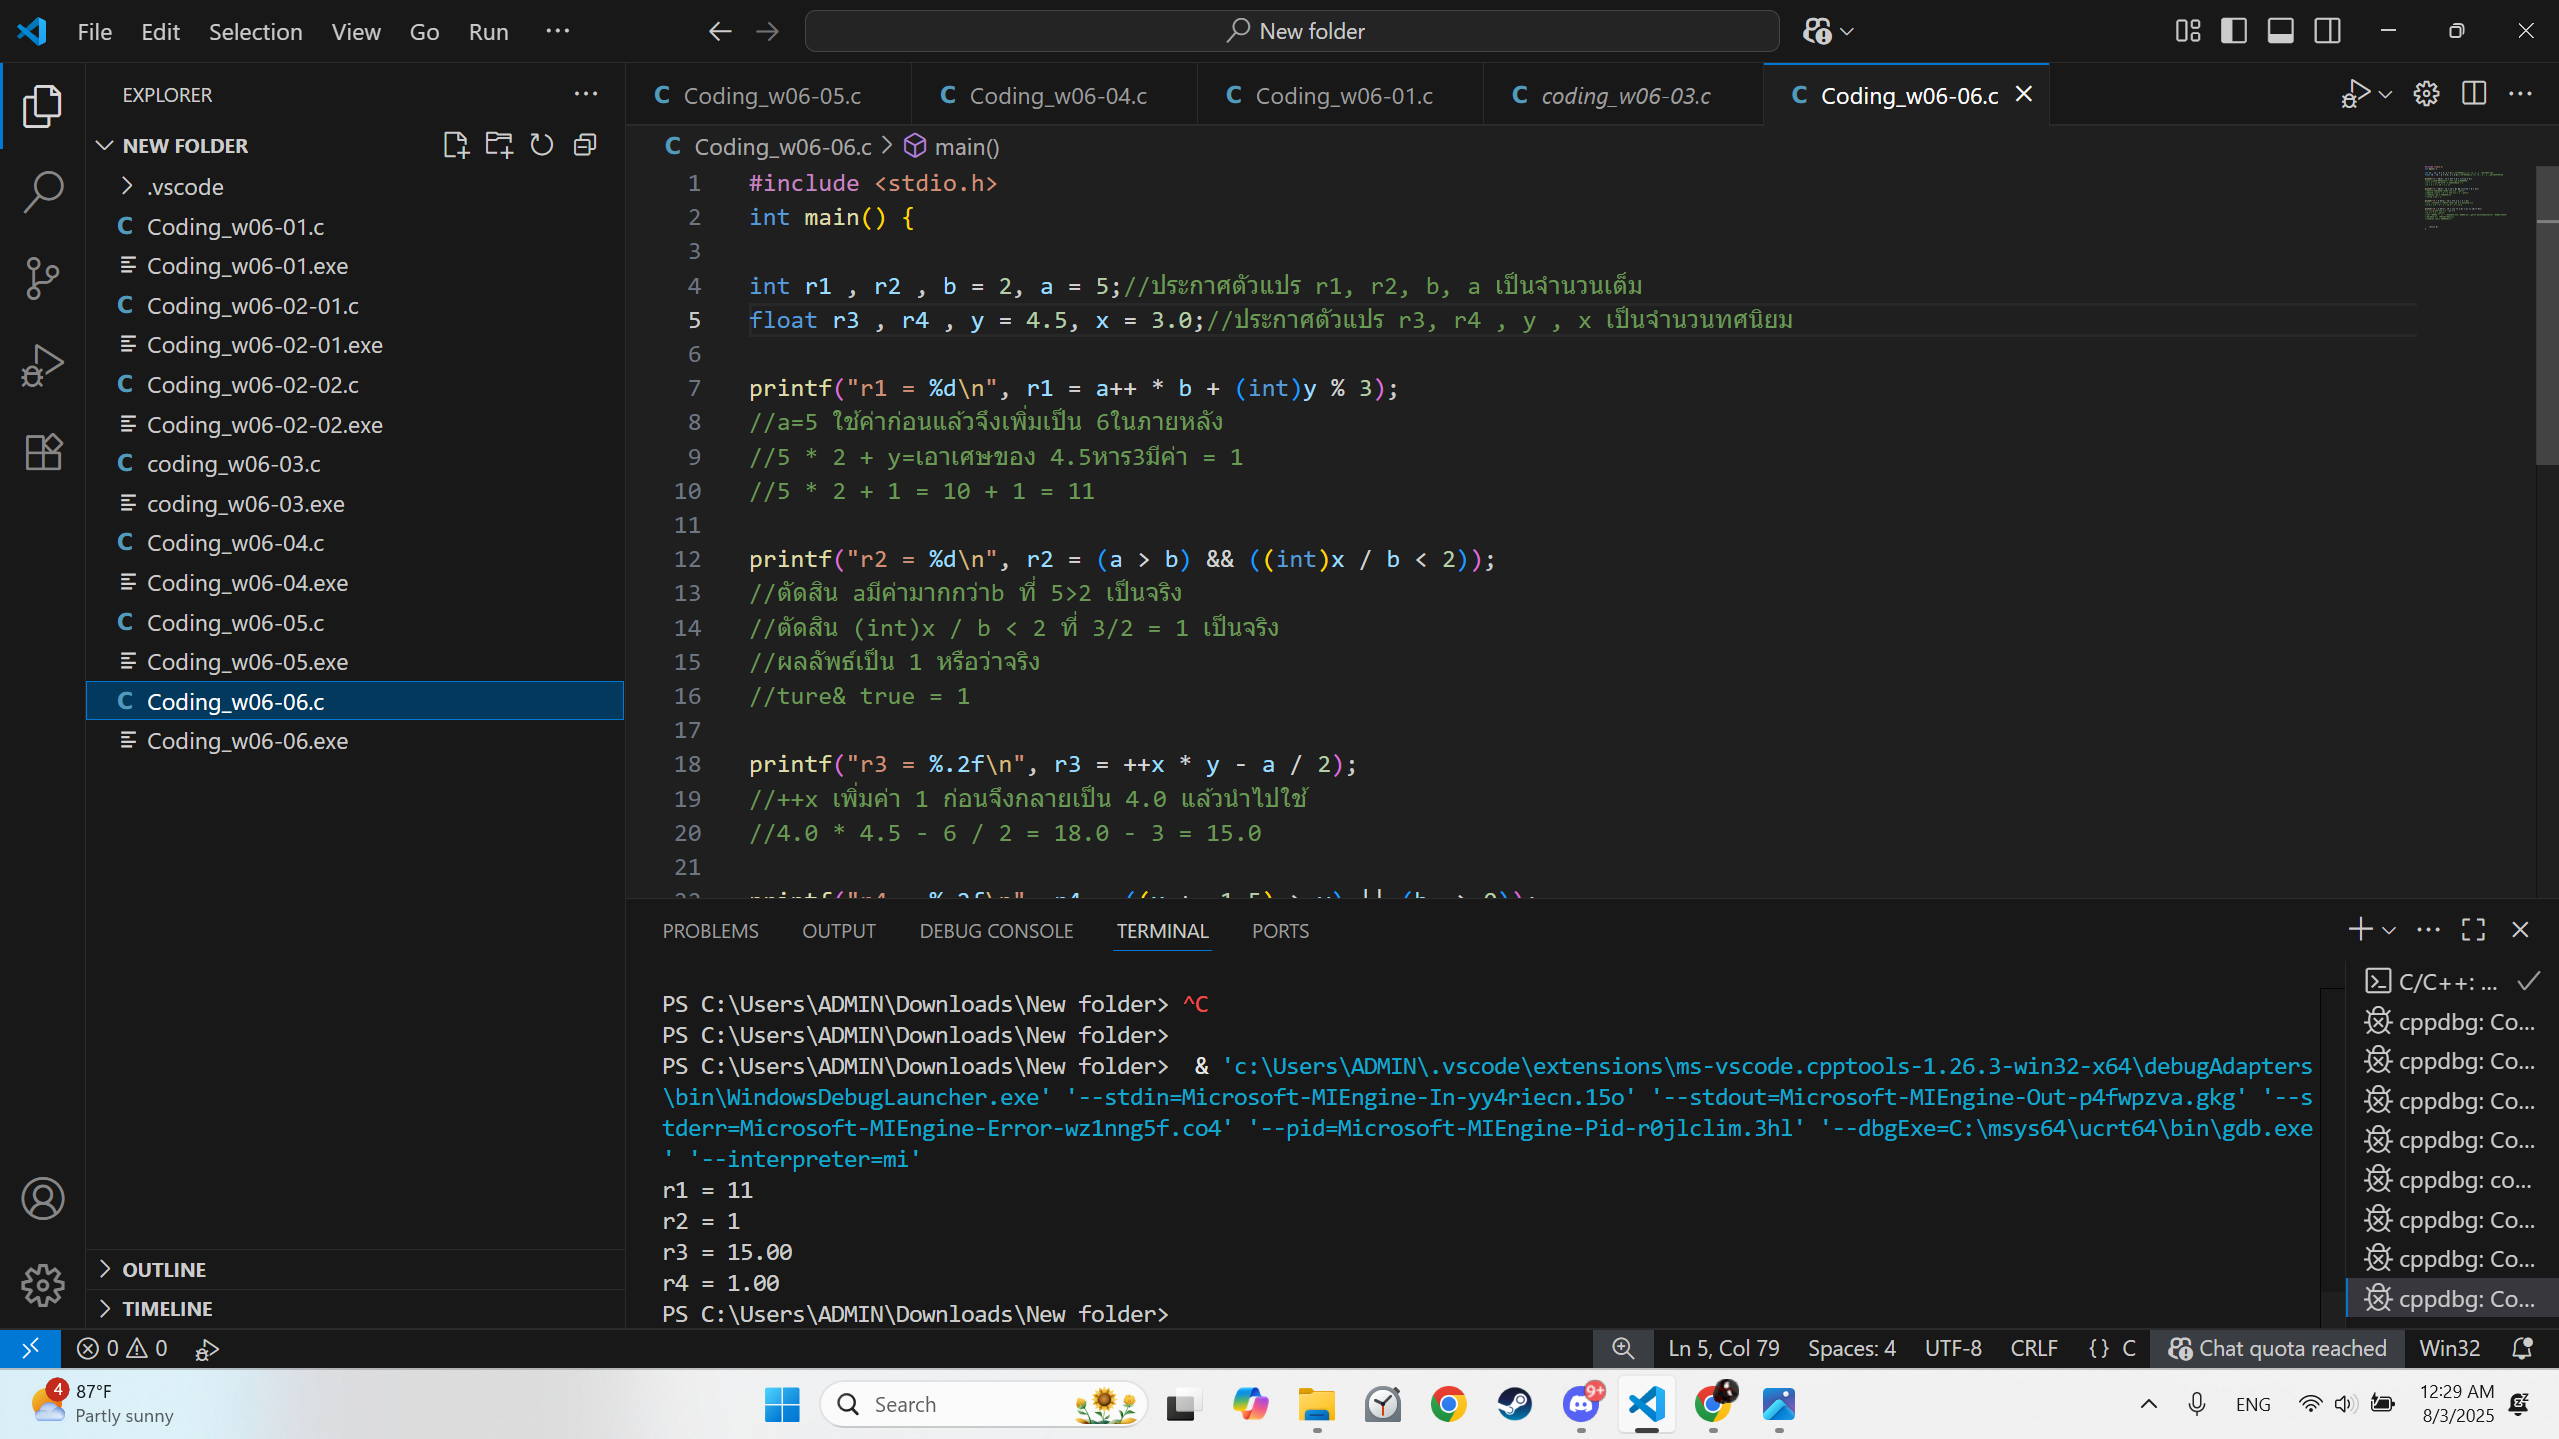 File Edit Selection View Go Run ···
New folder
EXPLORER
NEW FOLDER
.vscode
C Coding_w06-01.c
Coding_w06-01.exe
C Coding_w06-02-01.c
Coding_w06-02-01.exe
C Coding_w06-02-02.c
Coding_w06-02-02.exe
C coding_w06-03.c
coding_w06-03.exe
C Coding_w06-04.c
Coding_w06-04.exe
C Coding_w06-05.c
Coding_w06-05.exe
C Coding_w06-06.c
Coding_w06-06.exe
OUTLINE
TIMELINE
C Coding_w06-05.c C Coding_w06-04.c C Coding_w06-01.c C coding_w06-03.c C Coding_w06-06.c
C Coding_w06-06.c > main()
1 #include <stdio.h>
2 int main() {
3
4 int r1 , r2 , b = 2, a = 5;//ประกาศตัวแปร r1, r2, b, a เป็นจำนวนเต็ม
5 float r3 , r4 , y = 4.5, x = 3.0;//ประกาศตัวแปร r3, r4 , y , x เป็นจำนวนทศนิยม
6
7 printf("r1 = %d\n", r1 = a++ * b + (int)y % 3);
8 //a=5 ใช้ค่าก่อนแล้วจึงเพิ่มเป็น 6ในภายหลัง
9 //5 * 2 + y=เอาเศษของ 4.5หาร3มีค่า = 1
10 //5 * 2 + 1 = 10 + 1 = 11
11
12 printf("r2 = %d\n", r2 = (a > b) && ((int)x / b < 2));
13 //ตัดสิน aมีค่ามากกว่าb ที่ 5>2 เป็นจริง
14 //ตัดสิน (int)x / b < 2 ที่ 3/2 = 1 เป็นจริง
15 //ผลลัพธ์เป็น 1 หรือว่าจริง
16 //ture& true = 1
17
18 printf("r3 = %.2f\n", r3 = ++x * y - a / 2);
19 //++x เพิ่มค่า 1 ก่อนจึงกลายเป็น 4.0 แล้วนำไปใช้
20 //4.0 * 4.5 - 6 / 2 = 18.0 - 3 = 15.0
21
PROBLEMS OUTPUT DEBUG CONSOLE TERMINAL PORTS
PS C:\Users\ADMIN\Downloads\New folder> ^C
PS C:\Users\ADMIN\Downloads\New folder>
PS C:\Users\ADMIN\Downloads\New folder>  & 'c:\Users\ADMIN\.vscode\extensions\ms-vscode.cpptools-1.26.3-win32-x64\debugAdapters
\bin\WindowsDebugLauncher.exe' '--stdin=Microsoft-MIEngine-In-yy4riecn.15o' '--stdout=Microsoft-MIEngine-Out-p4fwpzva.gkg' '--s
tderr=Microsoft-MIEngine-Error-wz1nng5f.co4' '--pid=Microsoft-MIEngine-Pid-r0jlclim.3hl' '--dbgExe=C:\msys64\ucrt64\bin\gdb.exe
' '--interpreter=mi'
r1 = 11
r2 = 1
r3 = 15.00
r4 = 1.00
PS C:\Users\ADMIN\Downloads\New folder>
C/C++: ...
cppdbg: Co...
cppdbg: Co...
cppdbg: Co...
cppdbg: Co...
cppdbg: co...
cppdbg: Co...
cppdbg: Co...
cppdbg: Co...
0 0 Ln 5, Col 79 Spaces: 4 UTF-8 CRLF {} C Chat quota reached Win32
4 87°F
Partly sunny
Search
9+
ENG
12:29 AM
8/3/2025